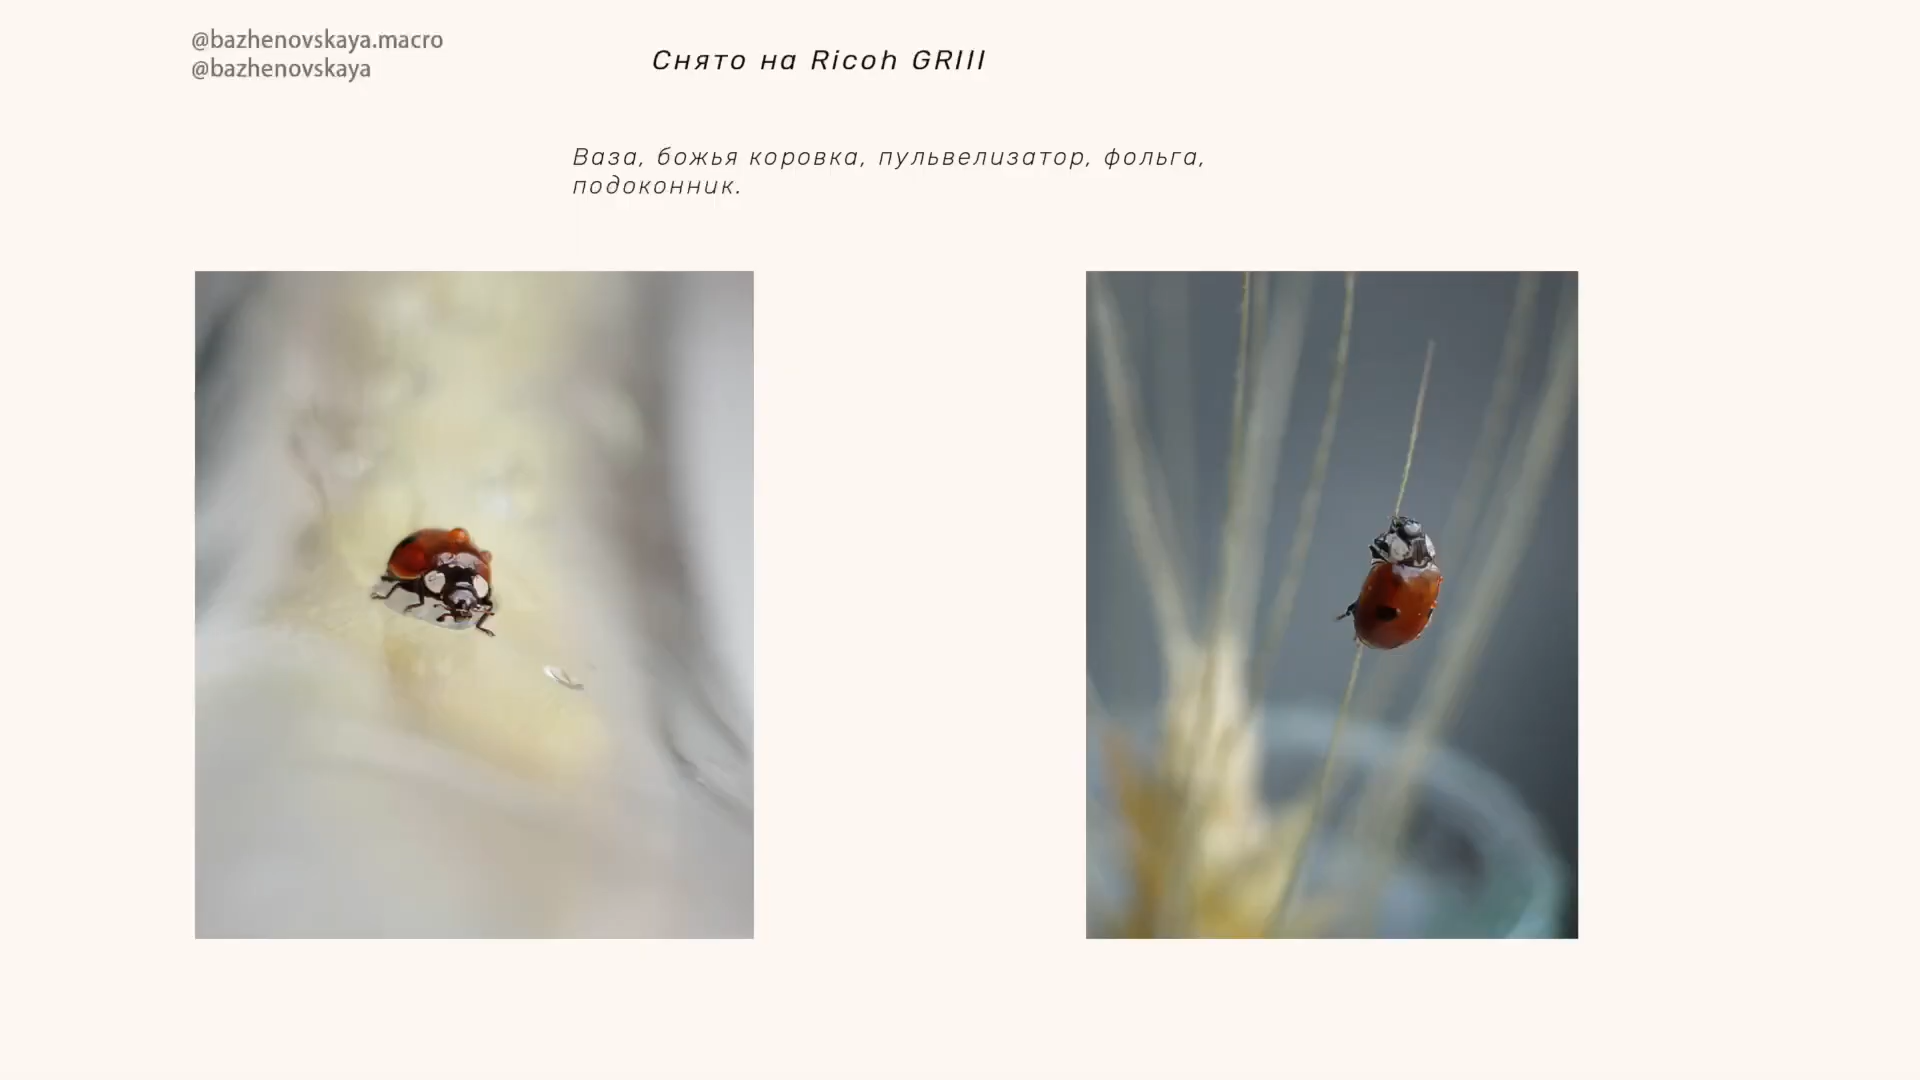 @bazhenovskaya.macro
@bazhenovskaya
Снято на Ricoh GRIII
Ваза, божья коровка, пульвелизатор, фольга,
подоконник.